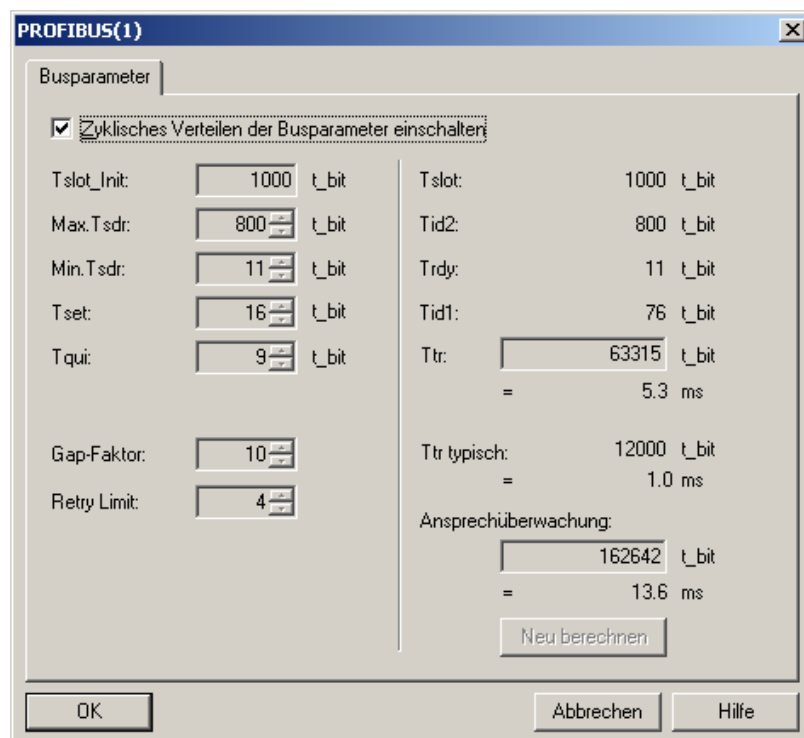 PROFIBUS(1)
Busparameter
Zyklisches Verteilen der Busparameter einschalten
Tslot_Init: 1000 t_bit
Max.Tsdr: 800 t_bit
Min.Tsdr: 11 t_bit
Tset: 16 t_bit
Tqui: 9 t_bit
Gap-Faktor: 10
Retry Limit: 4
Tslot: 1000 t_bit
Tid2: 800 t_bit
Trdy: 11 t_bit
Tid1: 76 t_bit
Ttr: 63315 t_bit
= 5.3 ms
Ttr typisch: 12000 t_bit
= 1.0 ms
Ansprechüberwachung:
162642 t_bit
= 13.6 ms
Neu berechnen
OK
Abbrechen
Hilfe